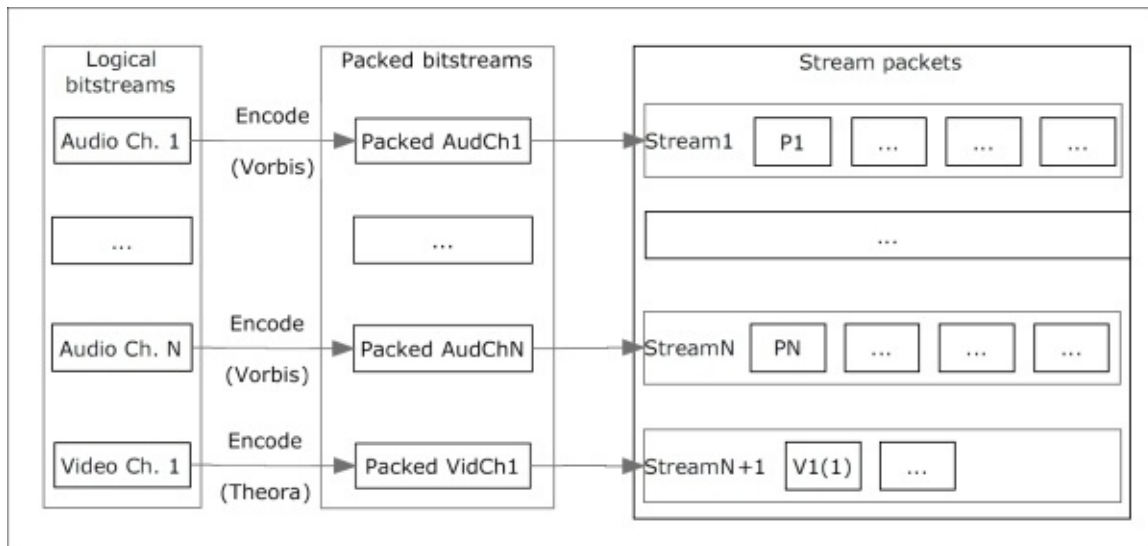 Logical
bitstreams
Packed bitstreams
Stream packets
Audio Ch. 1
Encode
(Vorbis)
Packed AudCh1
Stream1
P1
...
...
...
...
...
...
Audio Ch. N
Encode
(Vorbis)
Packed AudChN
StreamN
PN
...
...
...
Video Ch. 1
Encode
(Theora)
Packed VidCh1
StreamN+1
V1(1)
...